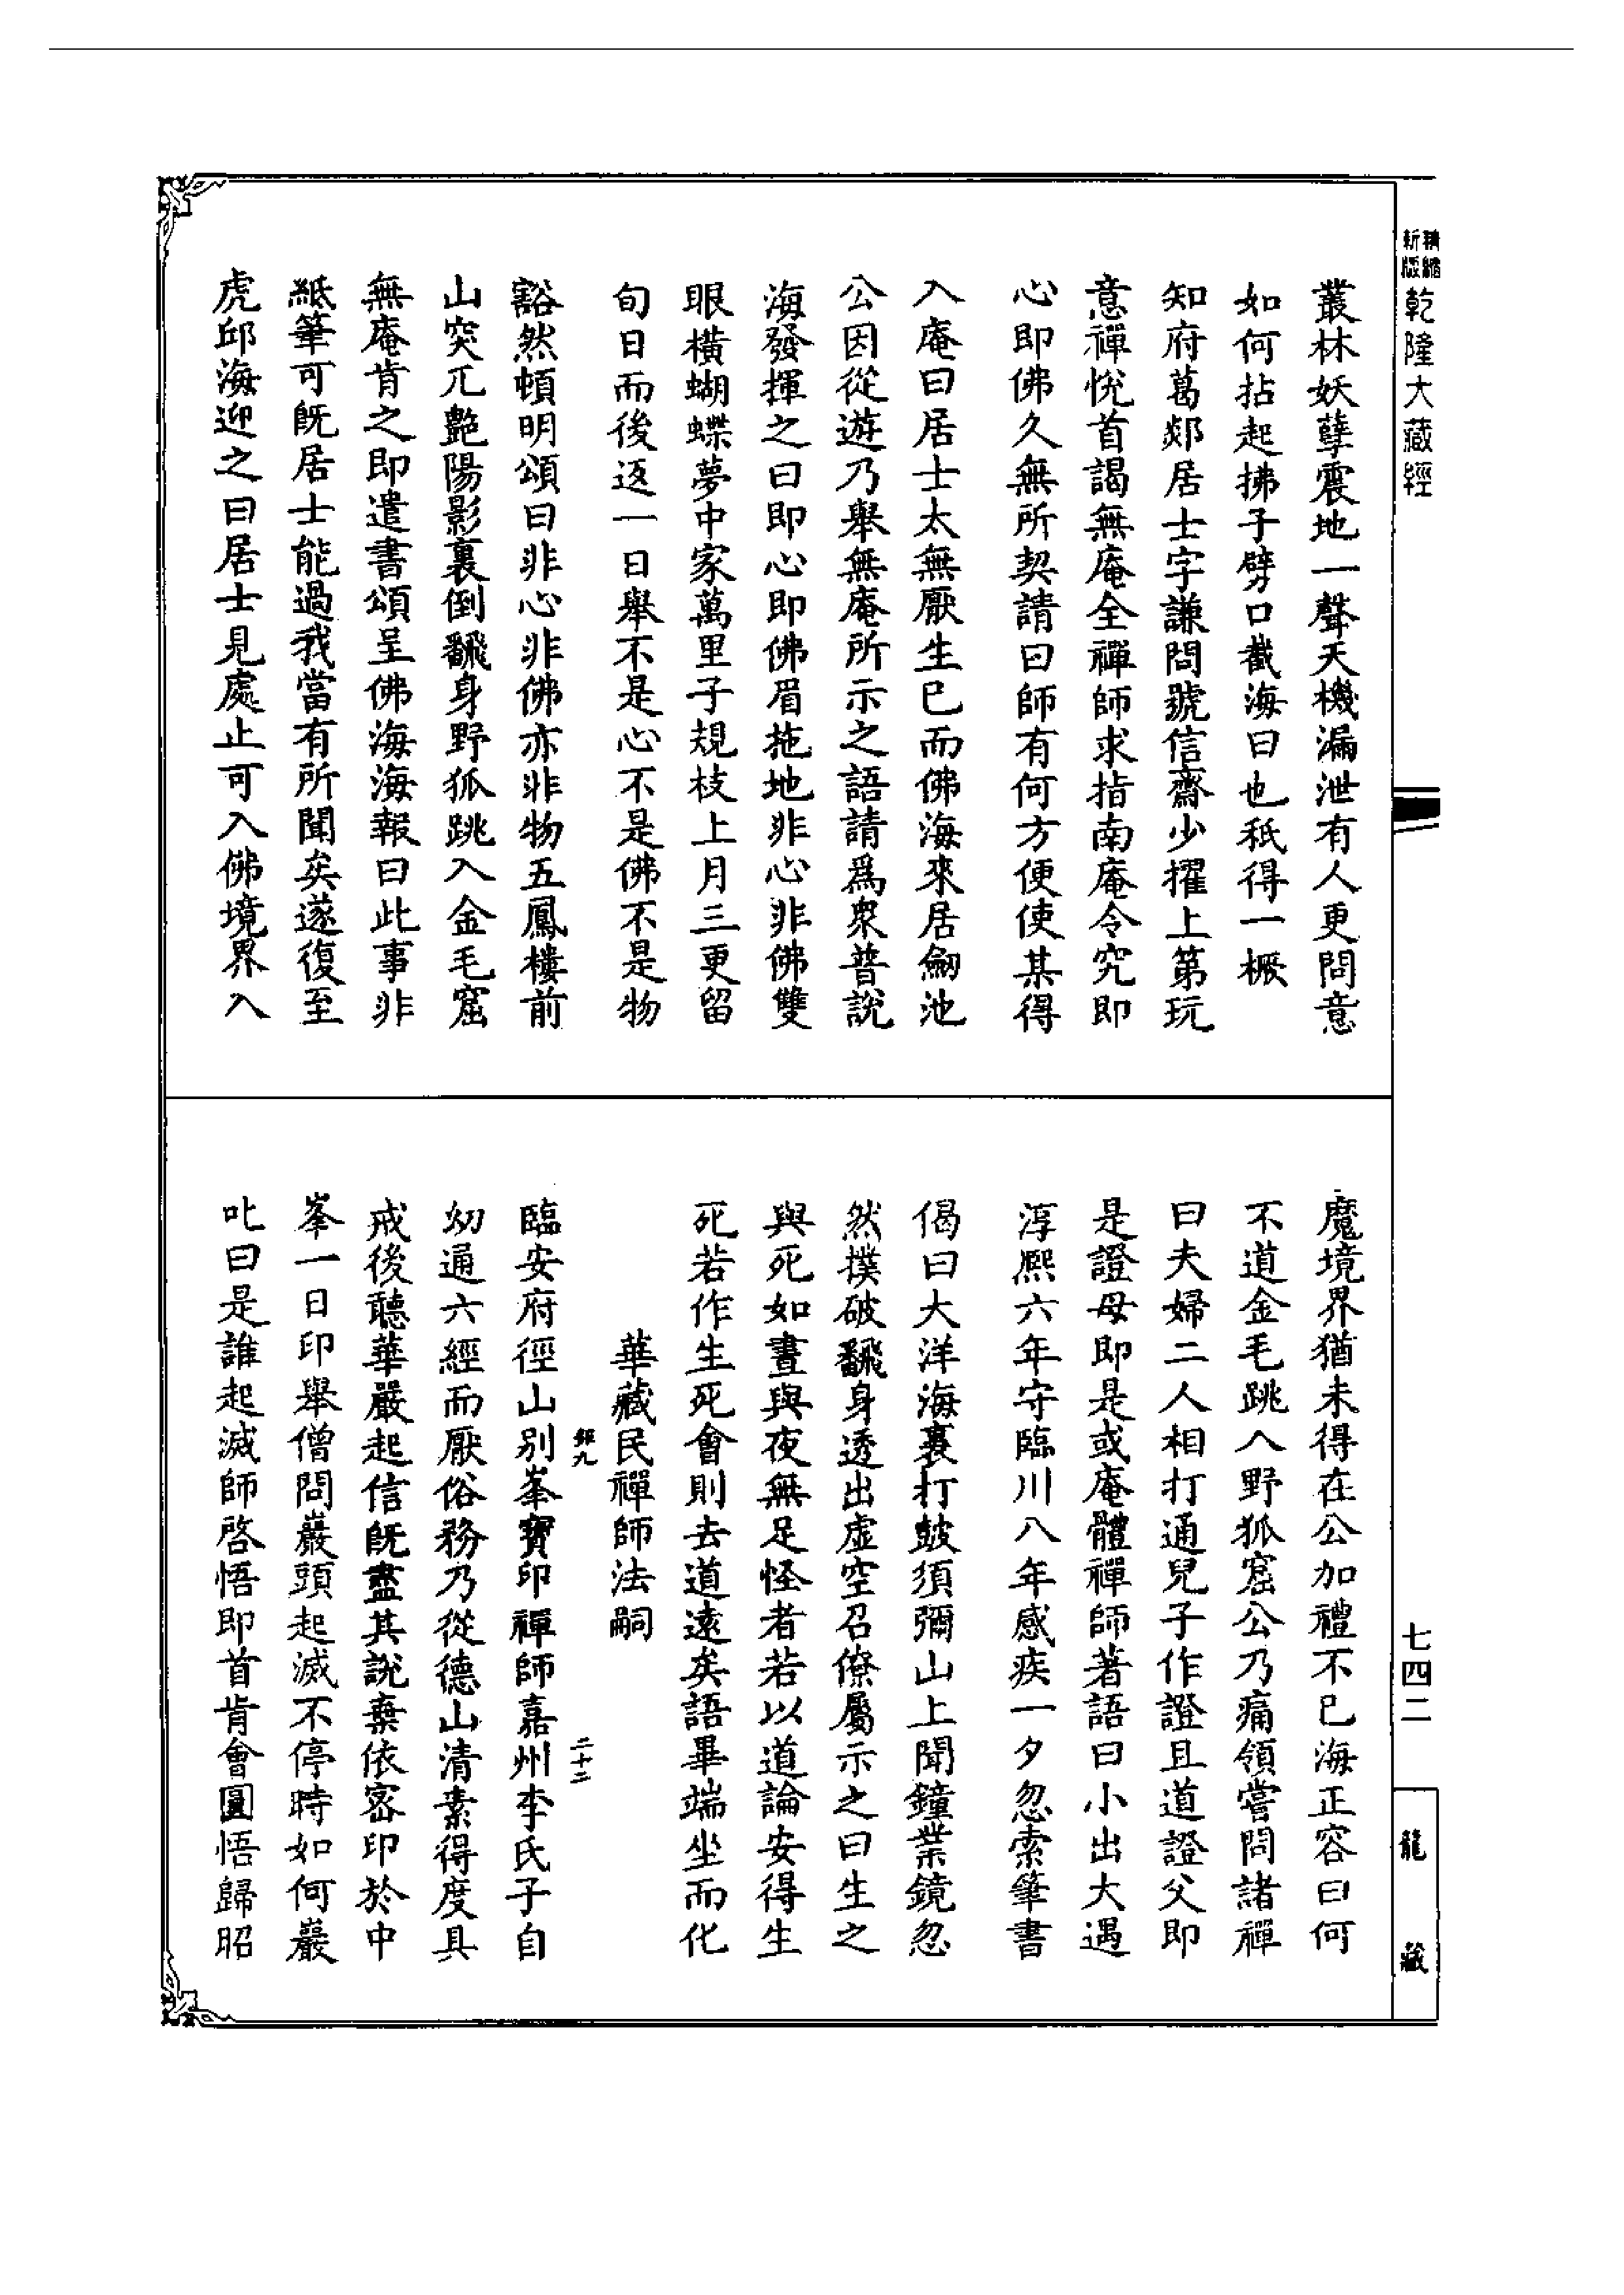 精縮新版乾隆大藏經
叢林妖孽震地一聲天機漏泄有人更問意
如何拈起拂子劈口截海曰也秖得一橛
知府葛郯居士字謙問號信齋少擢上第玩
意禪悅首謁無庵全禪師求指南庵令究即
心即佛久無所契請曰師有何方便使某得
入庵曰居士太無厭生已而佛海來居劒池
公因從遊乃舉無庵所示之語請爲衆普說
海發揮之曰即心即佛眉拖地非心非佛雙
眼橫蝴蝶夢中家萬里子規枝上月三更留
旬日而後返一日舉不是心不是佛不是物
豁然頓明頌曰非心非佛亦非物五鳳樓前
山突兀艷陽影裏倒飜身野狐跳入金毛窟
無庵肯之即遣書頌呈佛海海報曰此事非
紙筆可旣居士能過我當有所聞矣遂復至
虎邱海迎之曰居士見處止可入佛境界入
魔境界猶未得在公加禮不已海正容曰何
不道金毛跳入野狐窟公乃痛領嘗問諸禪
曰夫婦二人相打通兒子作證且道證父即
是證母即是或庵體禪師著語曰小出大遇
淳熙六年守臨川八年感疾一夕忽索筆書
偈曰大洋海裏打鼓須彌山上聞鐘業鏡忽
然撲破飜身透出虛空召僚屬示之曰生之
與死如晝與夜無足怪者若以道論安得生
死若作生死會則去道遠矣語畢端坐而化
華藏民禪師法嗣
二十二
臨安府徑山別峯寶印禪師嘉州李氏子自
幼通六經而厭俗務乃從德山清素得度具
戒後聽華嚴起信旣盡其說棄依密印於中
峯一日印舉僧問巖頭起滅不停時如何巖
叱曰是誰起滅師啓悟即首肯會圓悟歸昭
七四二
龍藏